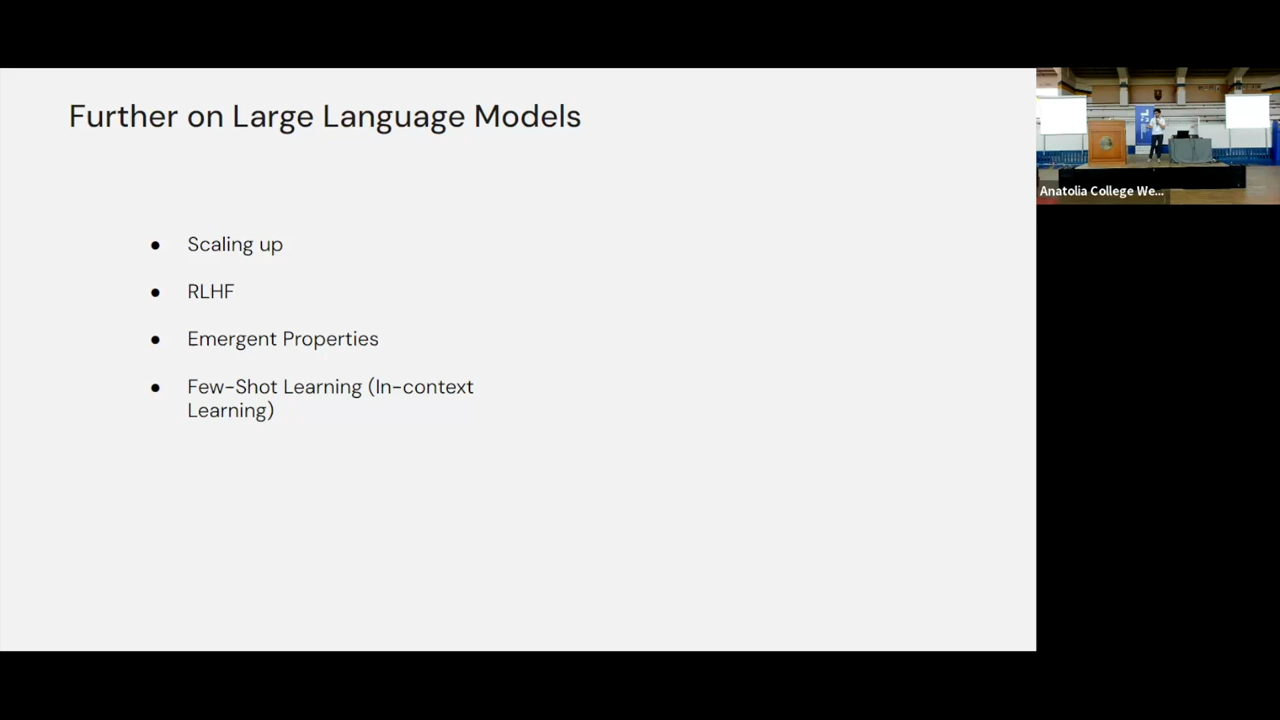 Further on Large Language Models
● Scaling up
● RLHF
● Emergent Properties
● Few-Shot Learning (In-context
Learning)
Anatolia College We...